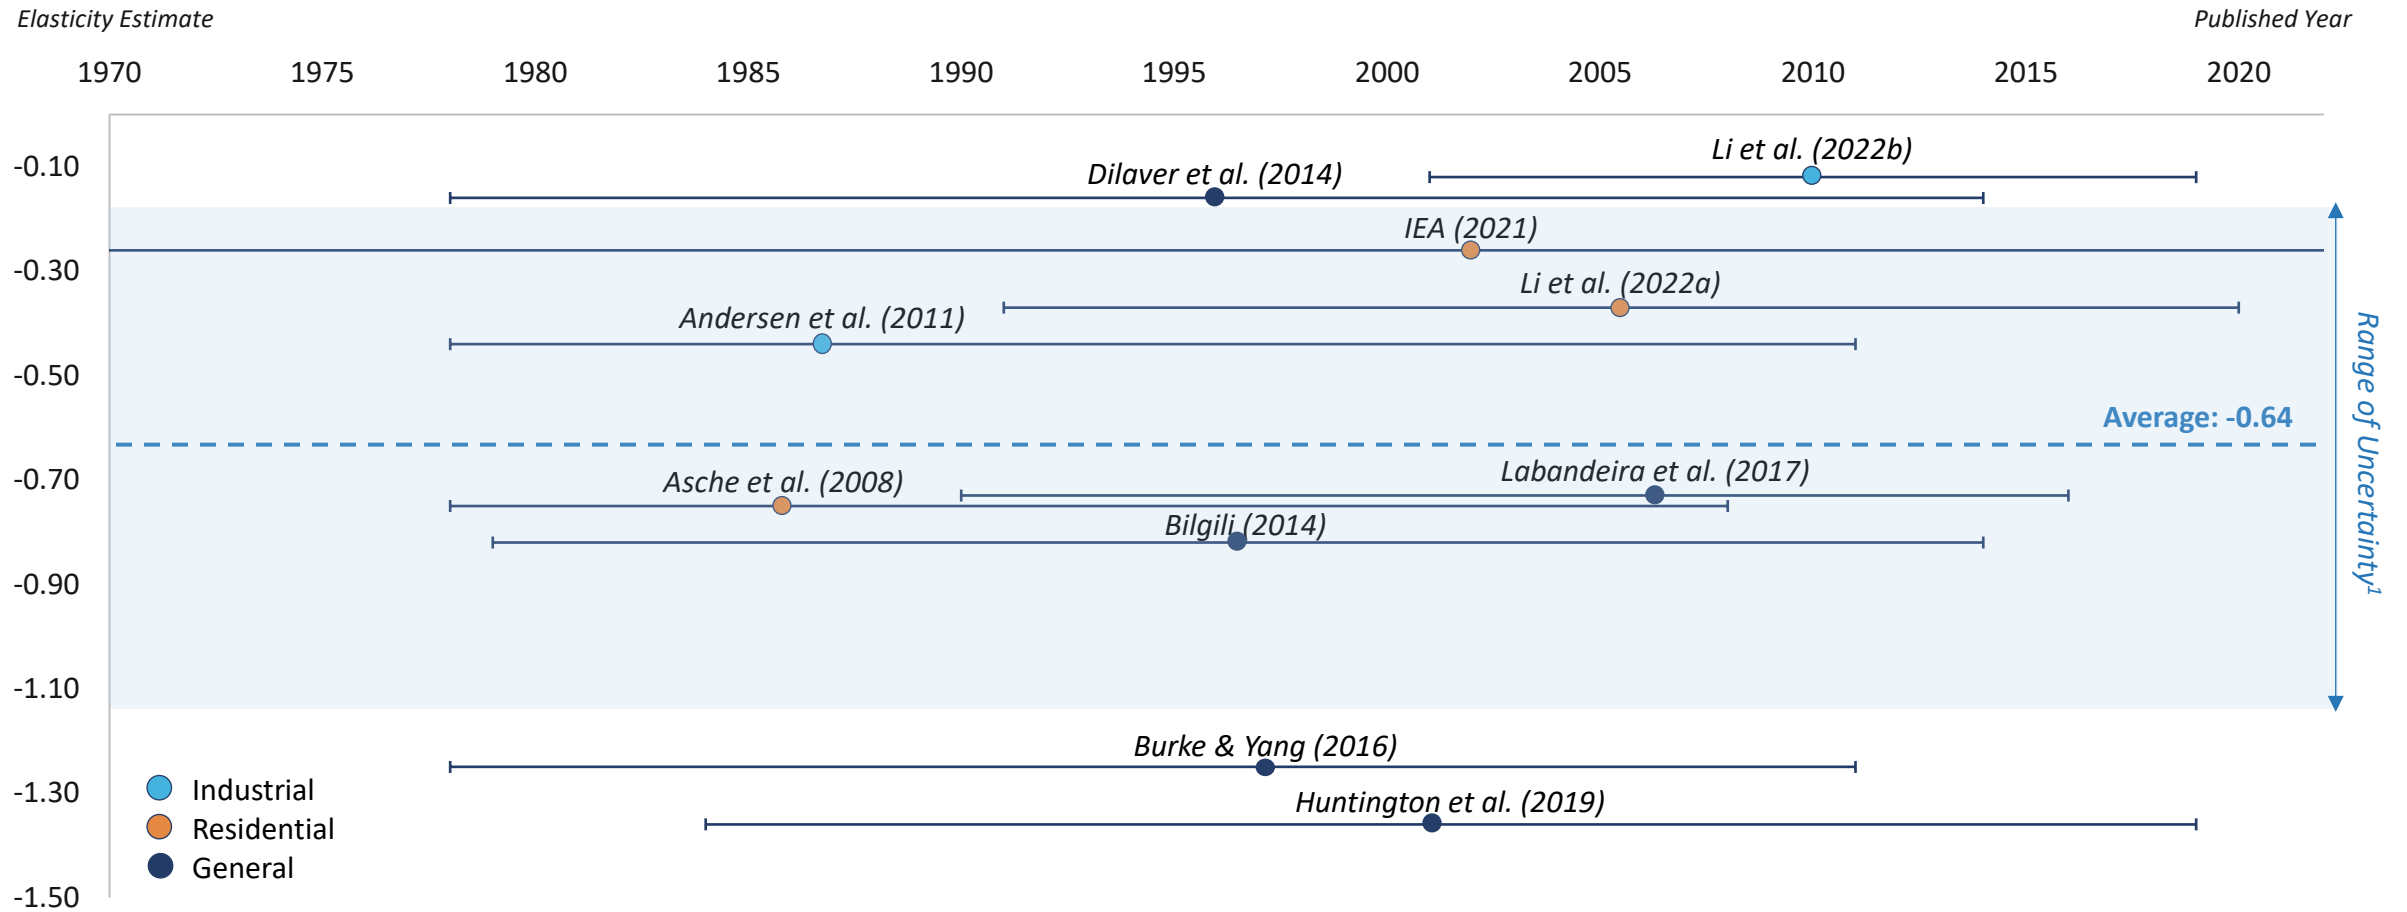 Elasticity Estimate
Published Year
1970 1975 1980 1985 1990 1995 2000 2005 2010 2015 2020
Li et al. (2022b)
-0.10
Dilaver et al. (2014)
IEA (2021)
-0.30
Li et al. (2022a)
Andersen et al. (2011)
-0.50
Average: -0.64
Range of Uncertainty¹
-0.70
Labandeira et al. (2017)
Asche et al. (2008)
Bilgili (2014)
-0.90
-1.10
Burke & Yang (2016)
-1.30
Industrial
Huntington et al. (2019)
Residential
General
-1.50